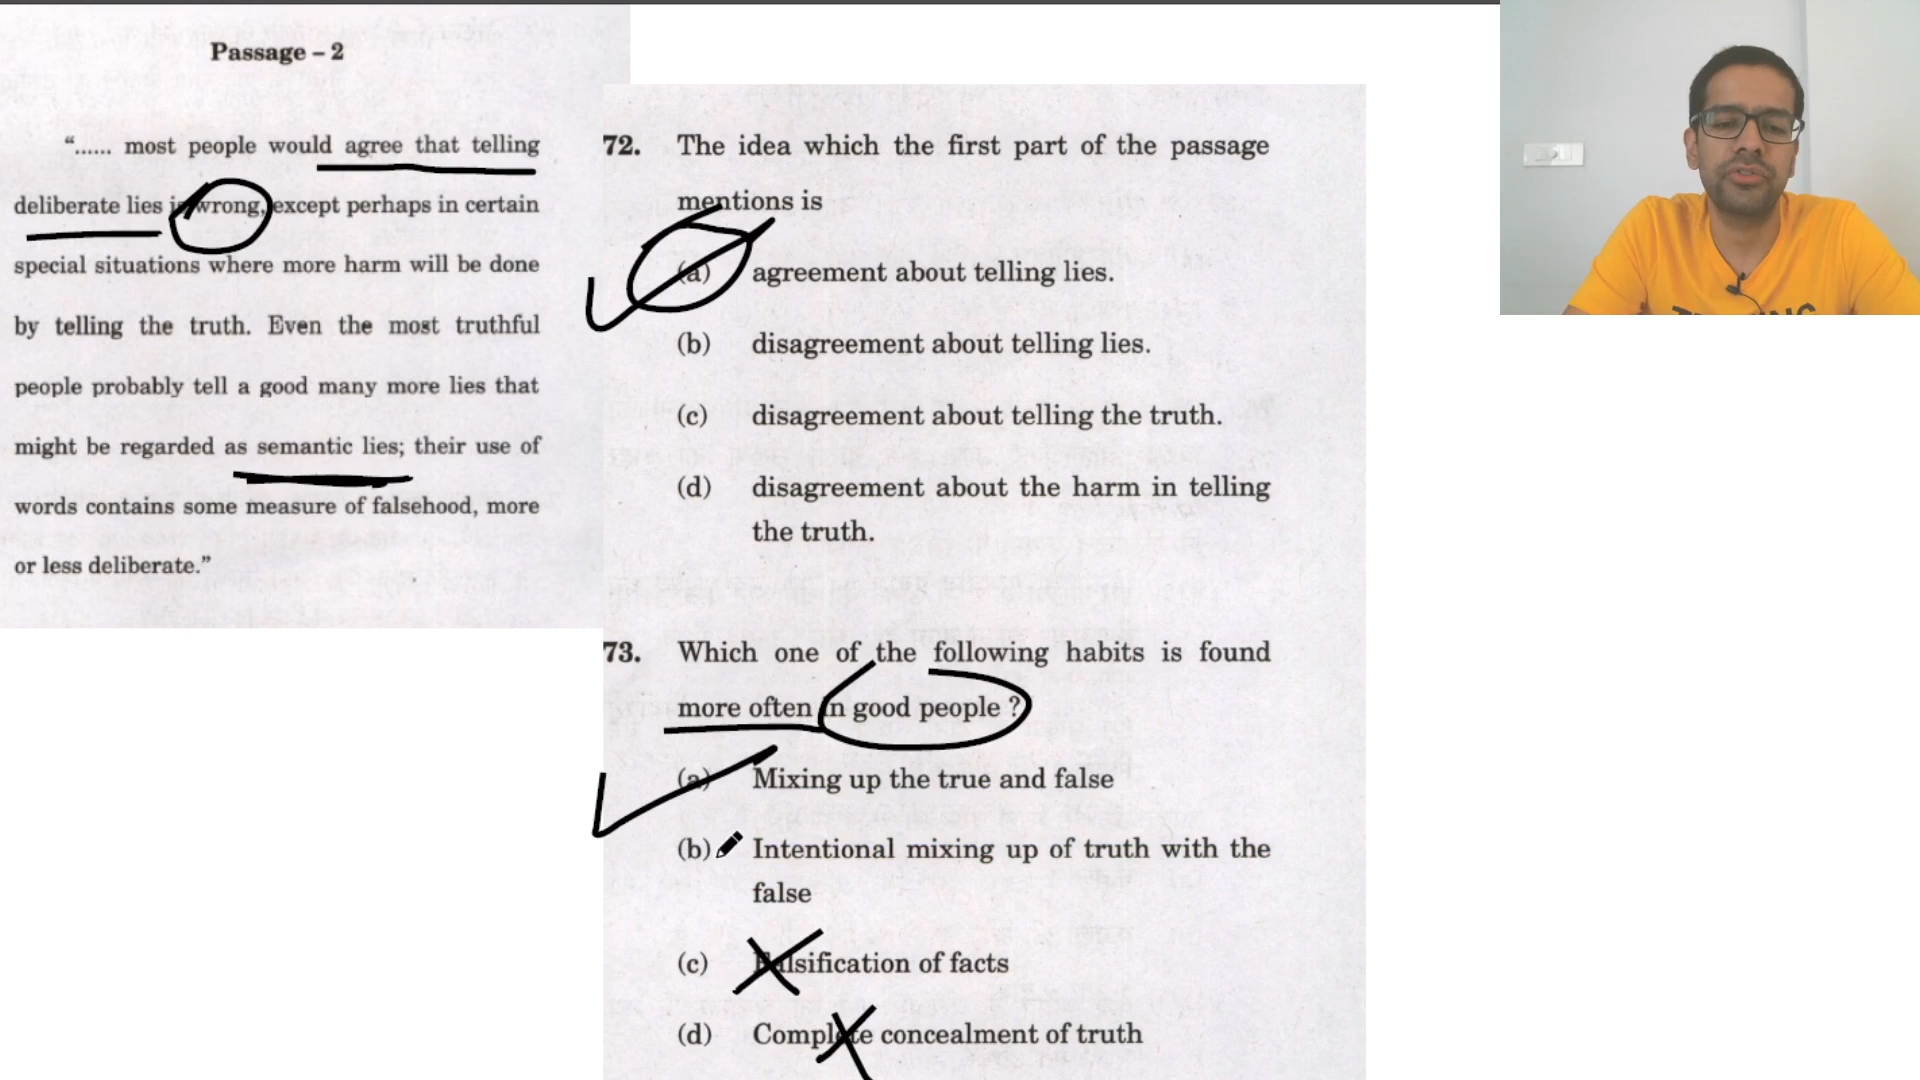 Passage – 2
“...... most people would agree that telling
deliberate lies is wrong, except perhaps in certain
special situations where more harm will be done
by telling the truth. Even the most truthful
people probably tell a good many more lies that
might be regarded as semantic lies; their use of
words contains some measure of falsehood, more
or less deliberate.”
72. The idea which the first part of the passage
mentions is
(a) agreement about telling lies.
(b) disagreement about telling lies.
(c) disagreement about telling the truth.
(d) disagreement about the harm in telling
the truth.
73. Which one of the following habits is found
more often in good people ?
(a) Mixing up the true and false
(b) Intentional mixing up of truth with the
false
(c) Falsification of facts
(d) Complete concealment of truth